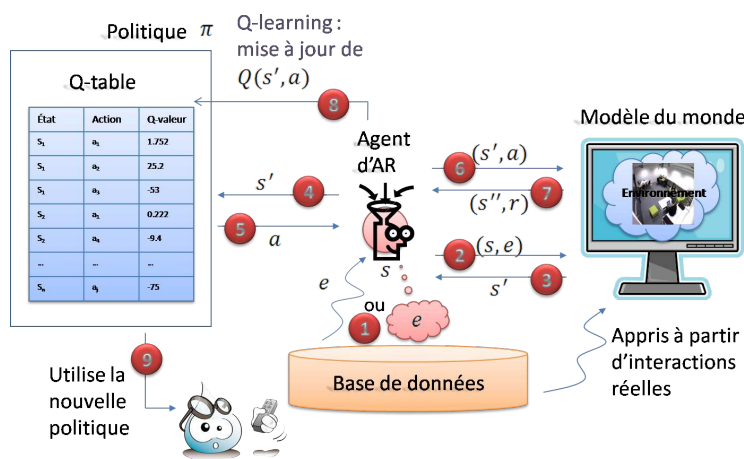 Politique π
Q-learning :
mise à jour de
Q(s′, a)
Q-table
État Action Q-valeur
S₁ a₁ 1.752
S₁ a₂ 25.2
S₁ a₃ -53
S₂ a₁ 0.222
S₂ a₄ -9.4
... ... ...
Sₙ aⱼ -75
8
Agent
d'AR
s′
4
5
a
6
(s′, a)
7
(s′′, r)
2
(s, e)
3
s′
s
e
ou
1
e
Modèle du monde
Environnement
Appris à partir
d'interactions
réelles
Base de données
9
Utilise la
nouvelle
politique